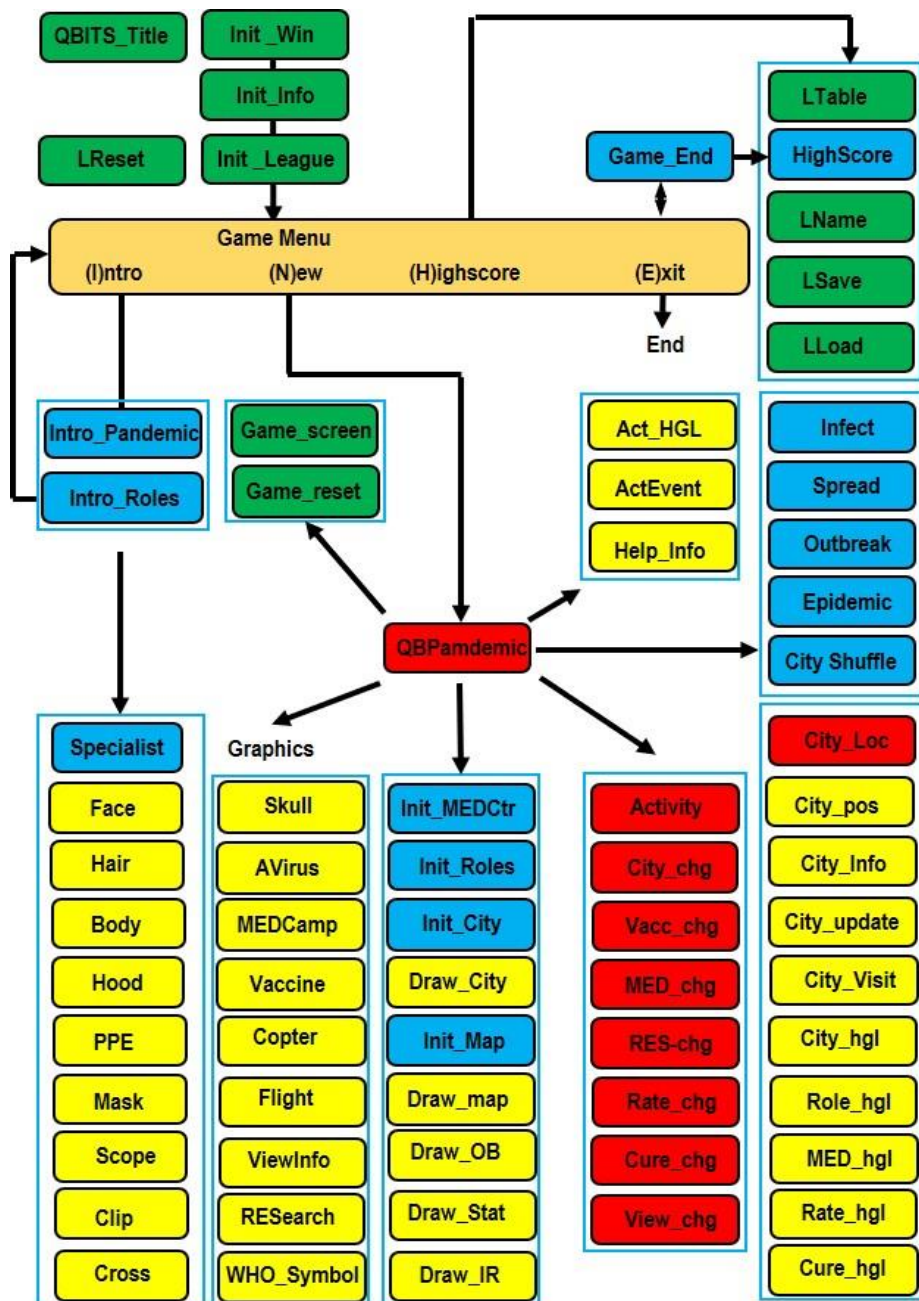 QBITS_Title
Init _Win
Init_Info
LReset
Init _League
Game_End
LTable
HighScore
LName
LSave
LLoad
Game Menu
(I)ntro
(N)ew
(H)ighscore
(E)xit
End
Intro_Pandemic
Intro_Roles
Game_screen
Game_reset
Act_HGL
ActEvent
Help_Info
Infect
Spread
Outbreak
Epidemic
City Shuffle
QBPamdemic
Graphics
Specialist
Face
Hair
Body
Hood
PPE
Mask
Scope
Clip
Cross
Skull
AVirus
MEDCamp
Vaccine
Copter
Flight
ViewInfo
RESearch
WHO_Symbol
Init_MEDCtr
Init_Roles
Init_City
Draw_City
Init_Map
Draw_map
Draw_OB
Draw_Stat
Draw_IR
Activity
City_chg
Vacc_chg
MED_chg
RES-chg
Rate_chg
Cure_chg
View_chg
City_Loc
City_pos
City_Info
City_update
City_Visit
City_hgl
Role_hgl
MED_hgl
Rate_hgl
Cure_hgl